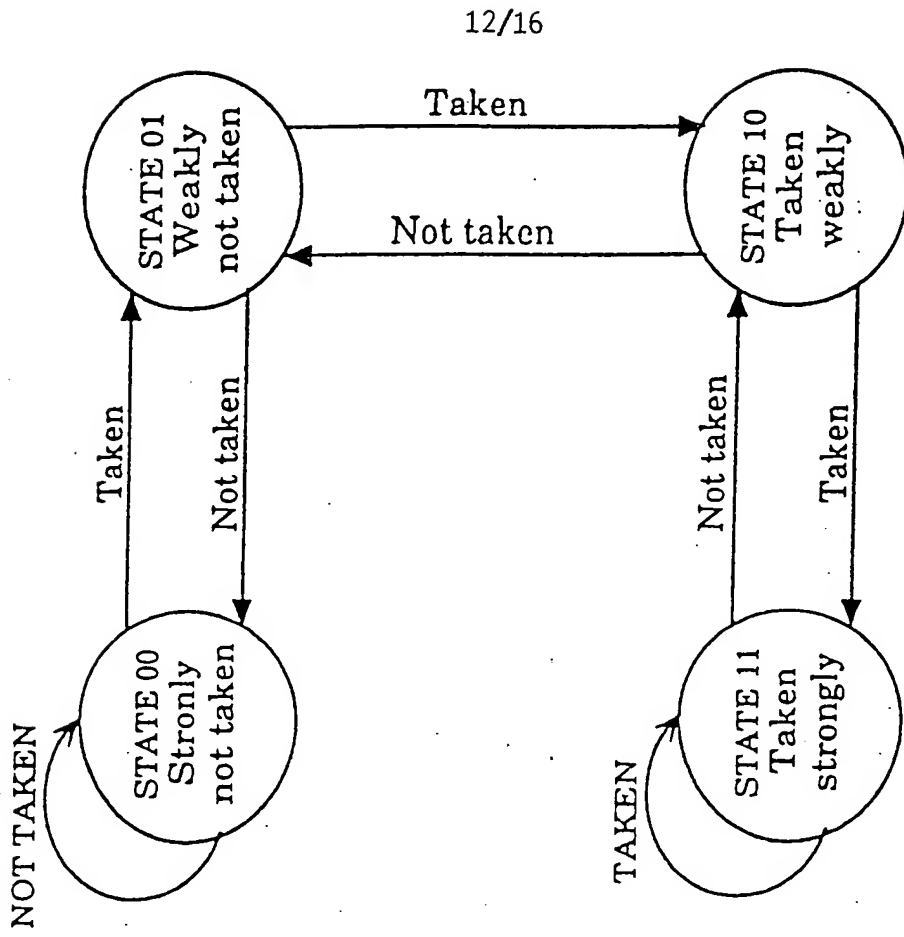 12/16
STATE 01
Weakly
not taken
Taken
Not taken
STATE 10
Taken
weakly
Taken
Not taken
Not taken
Taken
NOT TAKEN
STATE 00
Stronly
not taken
TAKEN
STATE 11
Taken
strongly